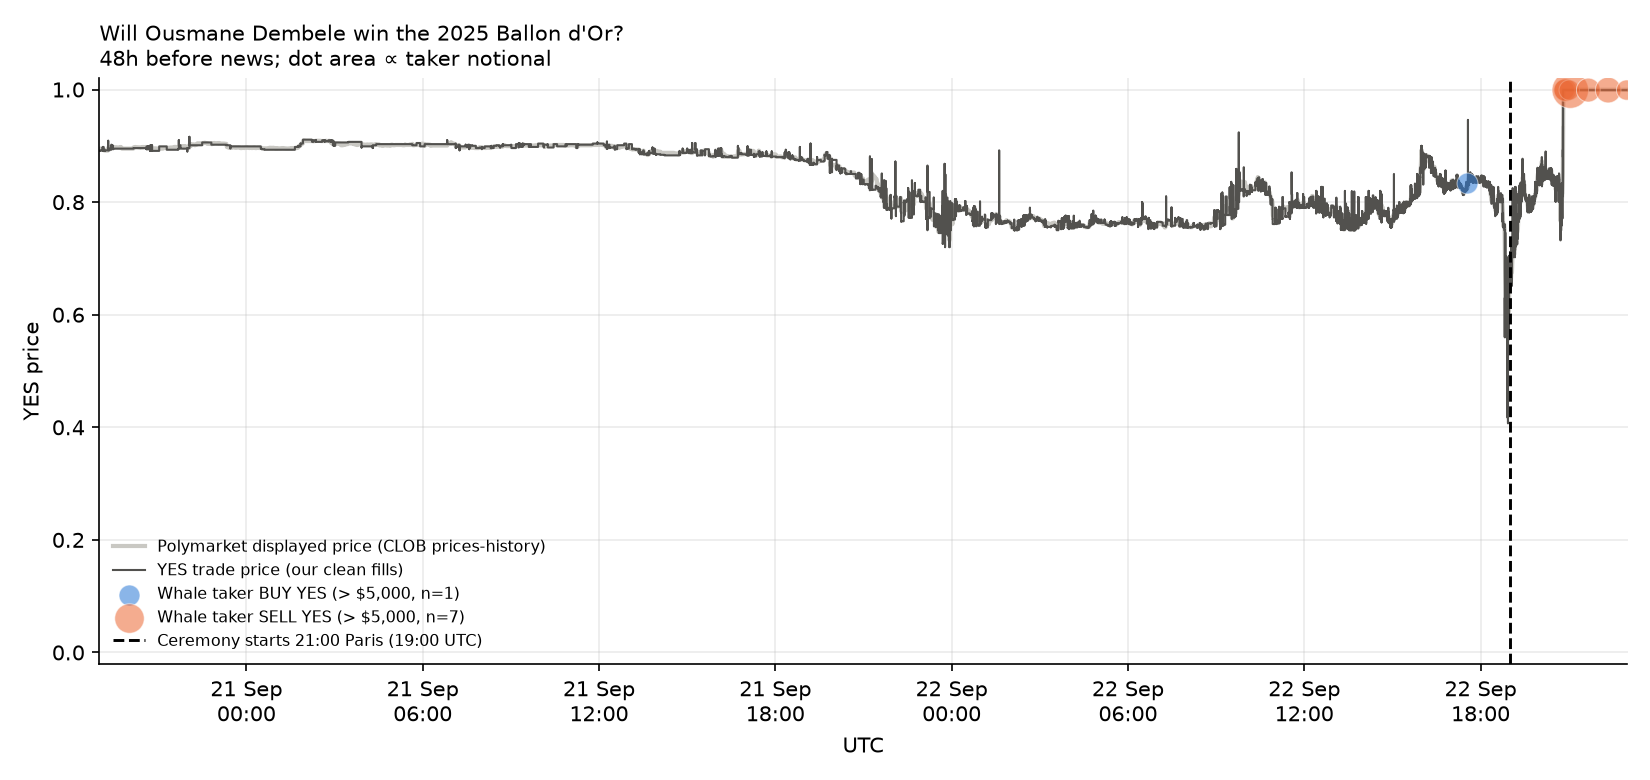 Will Ousmane Dembele win the 2025 Ballon d'Or?
48h before news; dot area ∝ taker notional
YES price
1.0
0.8
0.6
0.4
0.2
0.0
Polymarket displayed price (CLOB prices-history)
YES trade price (our clean fills)
Whale taker BUY YES (> $5,000, n=1)
Whale taker SELL YES (> $5,000, n=7)
Ceremony starts 21:00 Paris (19:00 UTC)
21 Sep 00:00
21 Sep 06:00
21 Sep 12:00
21 Sep 18:00
22 Sep 00:00
22 Sep 06:00
22 Sep 12:00
22 Sep 18:00
UTC